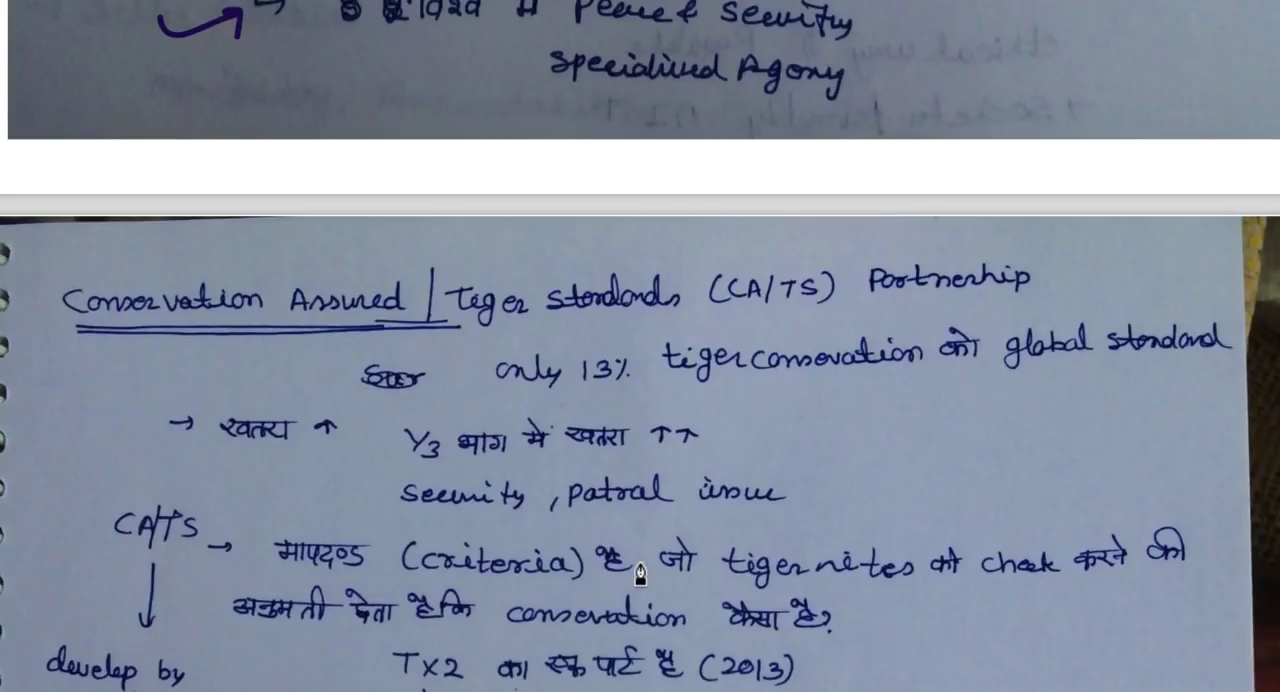 Peace & Security
Specialized Agony
Conservation Assured | Tiger Standards (CA/TS) Partnership
only 13% tiger conservation को global standard
→ खतरा ↑ 1/3 भाग में खतरा ↑↑
Security, patrol issue
CA/TS → मापदण्ड (criteria) है जो tiger sites को check करने की
अनुमती देता है कि conservation कैसा है?
develop by TX2 का एक पार्ट है (2013)